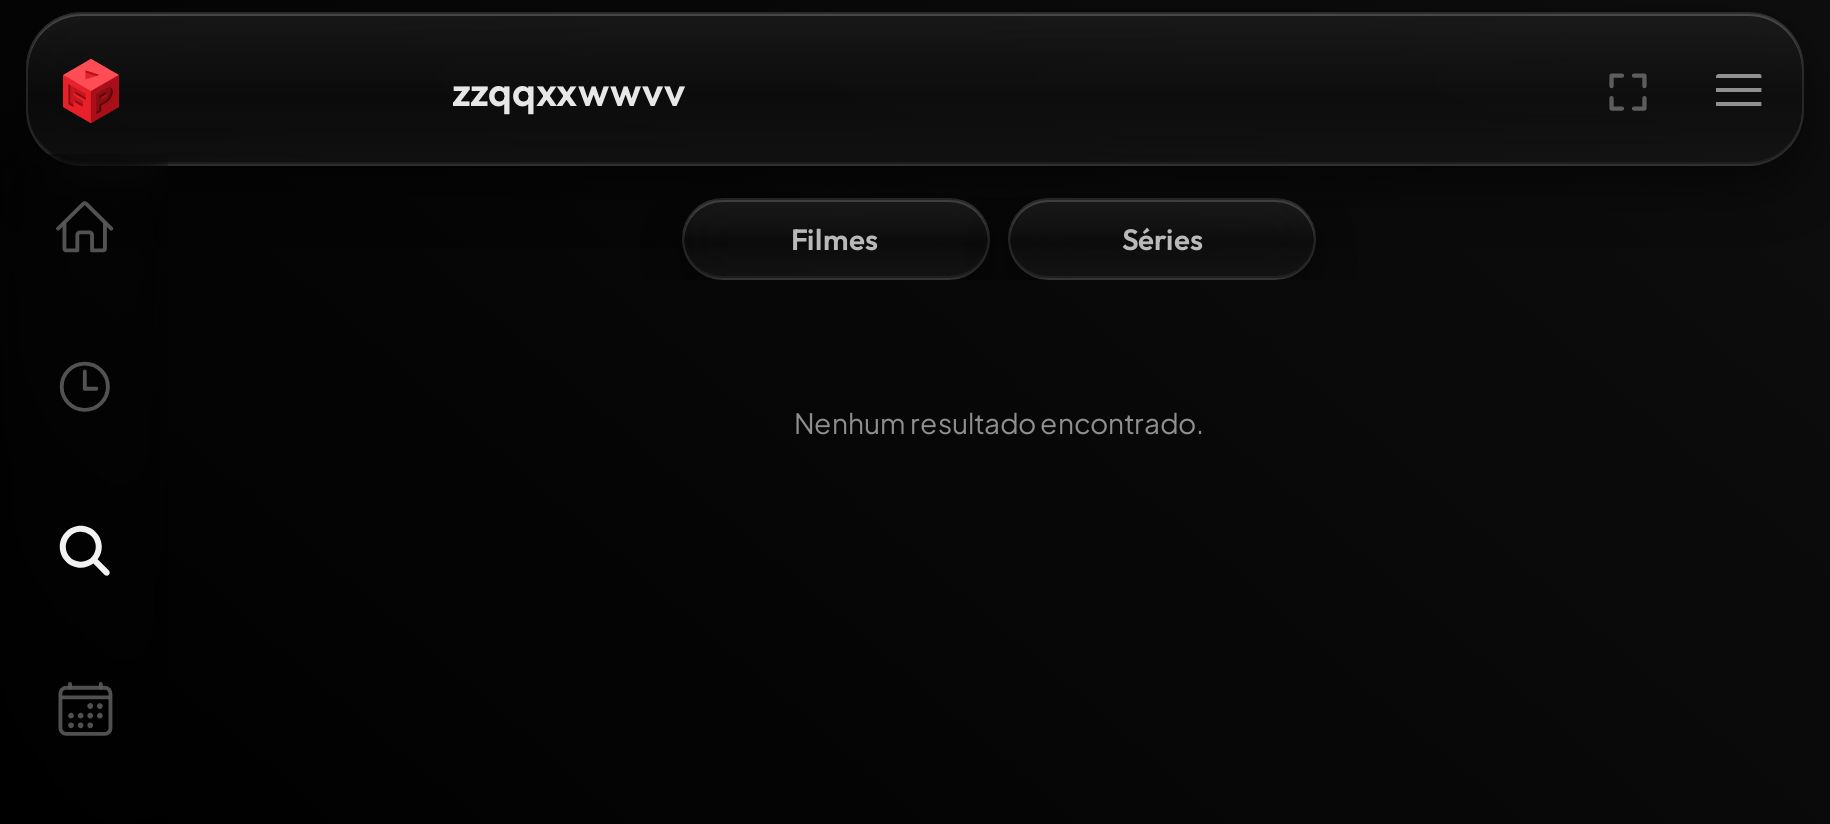 zzqqxxwwvv
Filmes
Séries
Nenhum resultado encontrado.